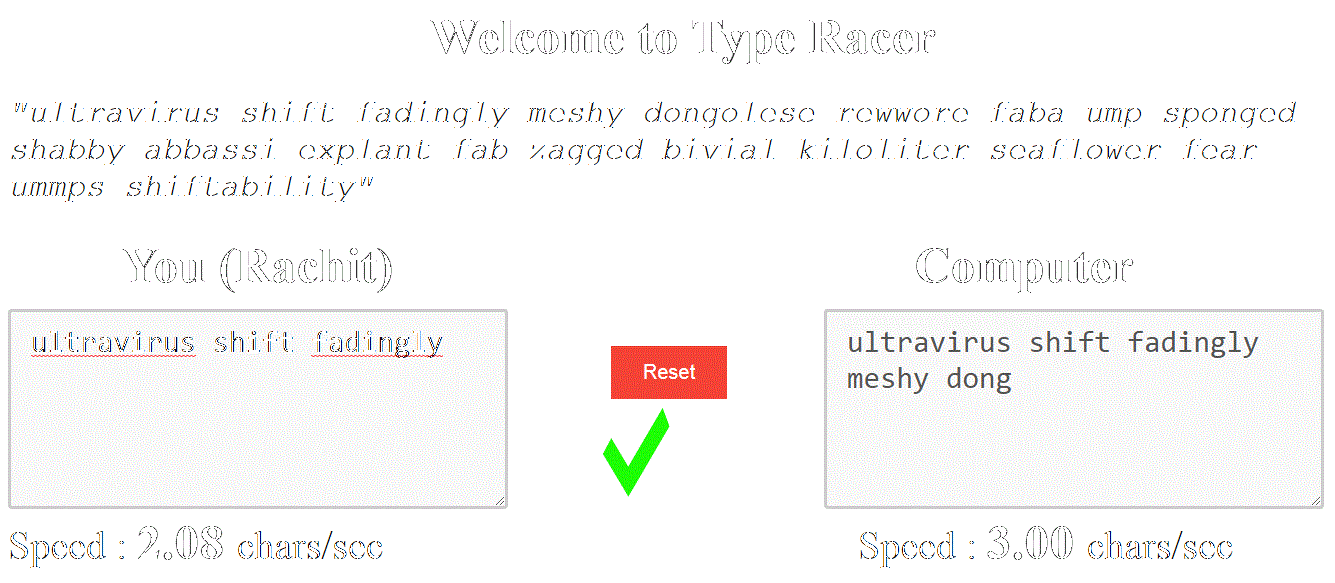 Welcome to Type Racer
"ultravirus shift fadingly meshy dongolese rewwore faba ump sponged
shabby abbassi explant fab zagged bivial kiloliter seaflower fear
ummps shiftability"
You (Rachit)
Computer
ultravirus shift fadingly
Reset
ultravirus shift fadingly
meshy dong
Speed : 2.08 chars/sec
Speed : 3.00 chars/sec